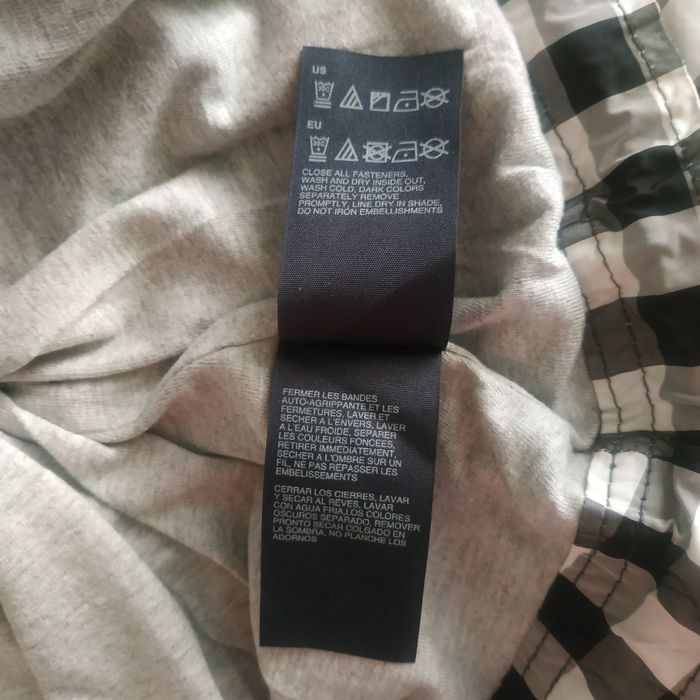 US
30C
EU
30C
CLOSE ALL FASTENERS,
WASH AND DRY INSIDE OUT,
WASH COLD, DARK COLORS
SEPARATELY REMOVE
PROMPTLY, LINE DRY IN SHADE,
DO NOT IRON EMBELLISHMENTS
FERMER LES BANDES
AUTO-AGRIPPANTE ET LES
FERMETURES, LAVER ET
SÉCHER A L'ENVERS, LAVER
A L'EAU FROIDE, SEPARER
LES COULEURS FONCEES,
RETIRER IMMEDIATEMENT,
SECHER A L'OMBRE SUR UN
FIL, NE PAS REPASSER LES
EMBELISSEMENTS
CERRAR LOS CIERRES, LAVAR
Y SECAR AL REVES, LAVAR
CON AGUA FRIA,LOS COLORES
OSCUROS SEPARADO, REMOVER
PRONTO SECAR COLGADO EN
LA SOMBRA, NO PLANCHE LOS
ADORNOS